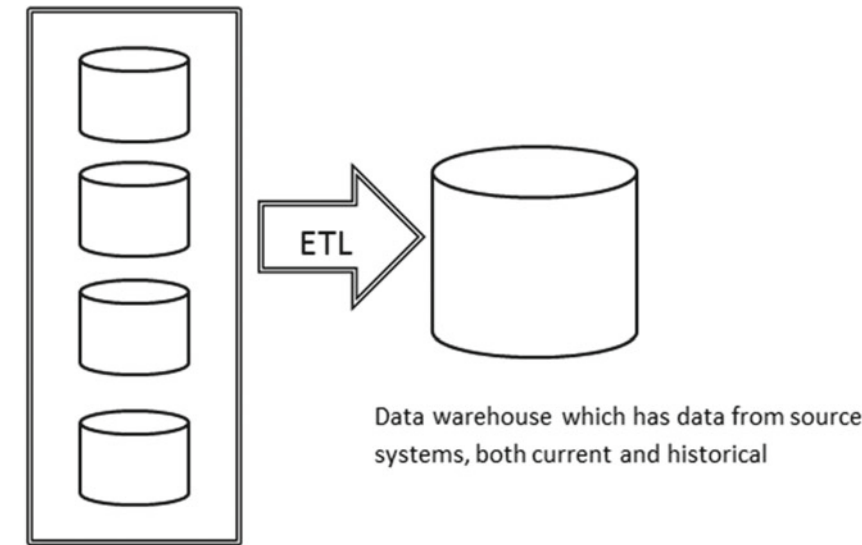 ETL
Data warehouse which has data from source
systems, both current and historical